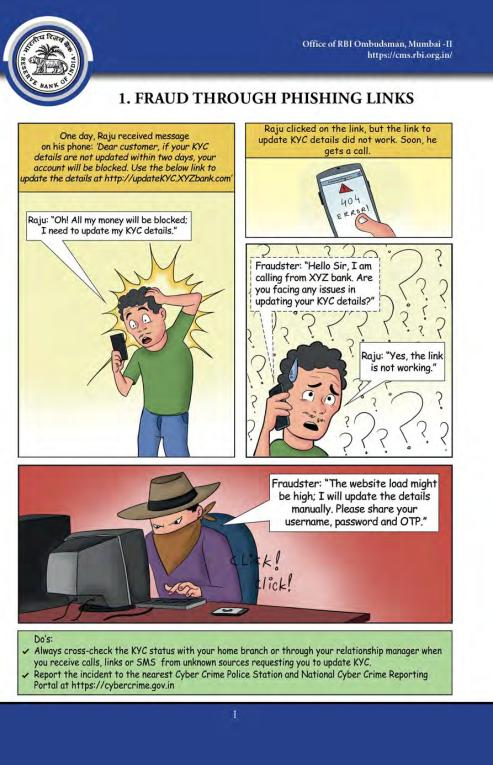 भारतीय रिज़र्व बैंक
RESERVE BANK OF INDIA
Office of RBI Ombudsman, Mumbai -II
https://cms.rbi.org.in/
1. FRAUD THROUGH PHISHING LINKS
One day, Raju received message
on his phone: ‘Dear customer, if your KYC
details are not updated within two days, your
account will be blocked. Use the below link to
update the details at http://updateKYC.XYZbank.com’
Raju: “Oh! All my money will be blocked;
I need to update my KYC details.”
Raju clicked on the link, but the link to
update KYC details did not work. Soon, he
gets a call.
404
ERROR!
Fraudster: “Hello Sir, I am
calling from XYZ bank. Are
you facing any issues in
updating your KYC details?”
Raju: “Yes, the link
is not working.”
Fraudster: “The website load might
be high; I will update the details
manually. Please share your
username, password and OTP.”
CLICK!
Click!
Do's:
✔ Always cross-check the KYC status with your home branch or through your relationship manager when
you receive calls, links or SMS from unknown sources requesting you to update KYC.
✔ Report the incident to the nearest Cyber Crime Police Station and National Cyber Crime Reporting
Portal at https://cybercrime.gov.in
1